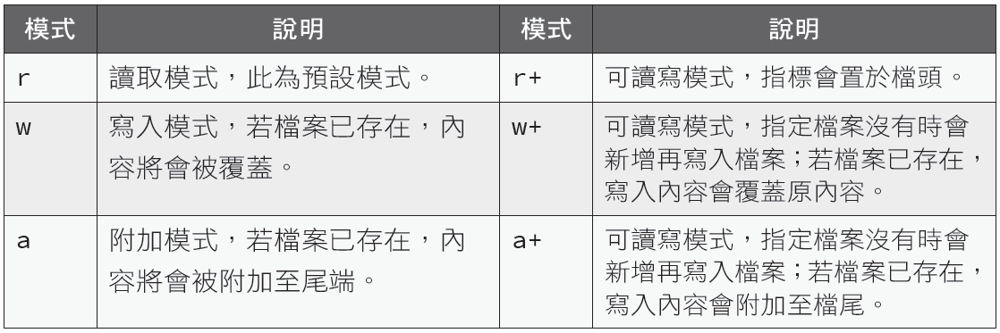 模式 說明 模式 說明
r 讀取模式，此為預設模式。 r+ 可讀寫模式，指標會置於檔頭。
w 寫入模式，若檔案已存在，內
容將會被覆蓋。
w+ 可讀寫模式，指定檔案沒有時會
新增再寫入檔案；若檔案已存在，
寫入內容會覆蓋原內容。
a 附加模式，若檔案已存在，內
容將會被附加至尾端。
a+ 可讀寫模式，指定檔案沒有時會
新增再寫入檔案；若檔案已存在，
寫入內容會附加至檔尾。